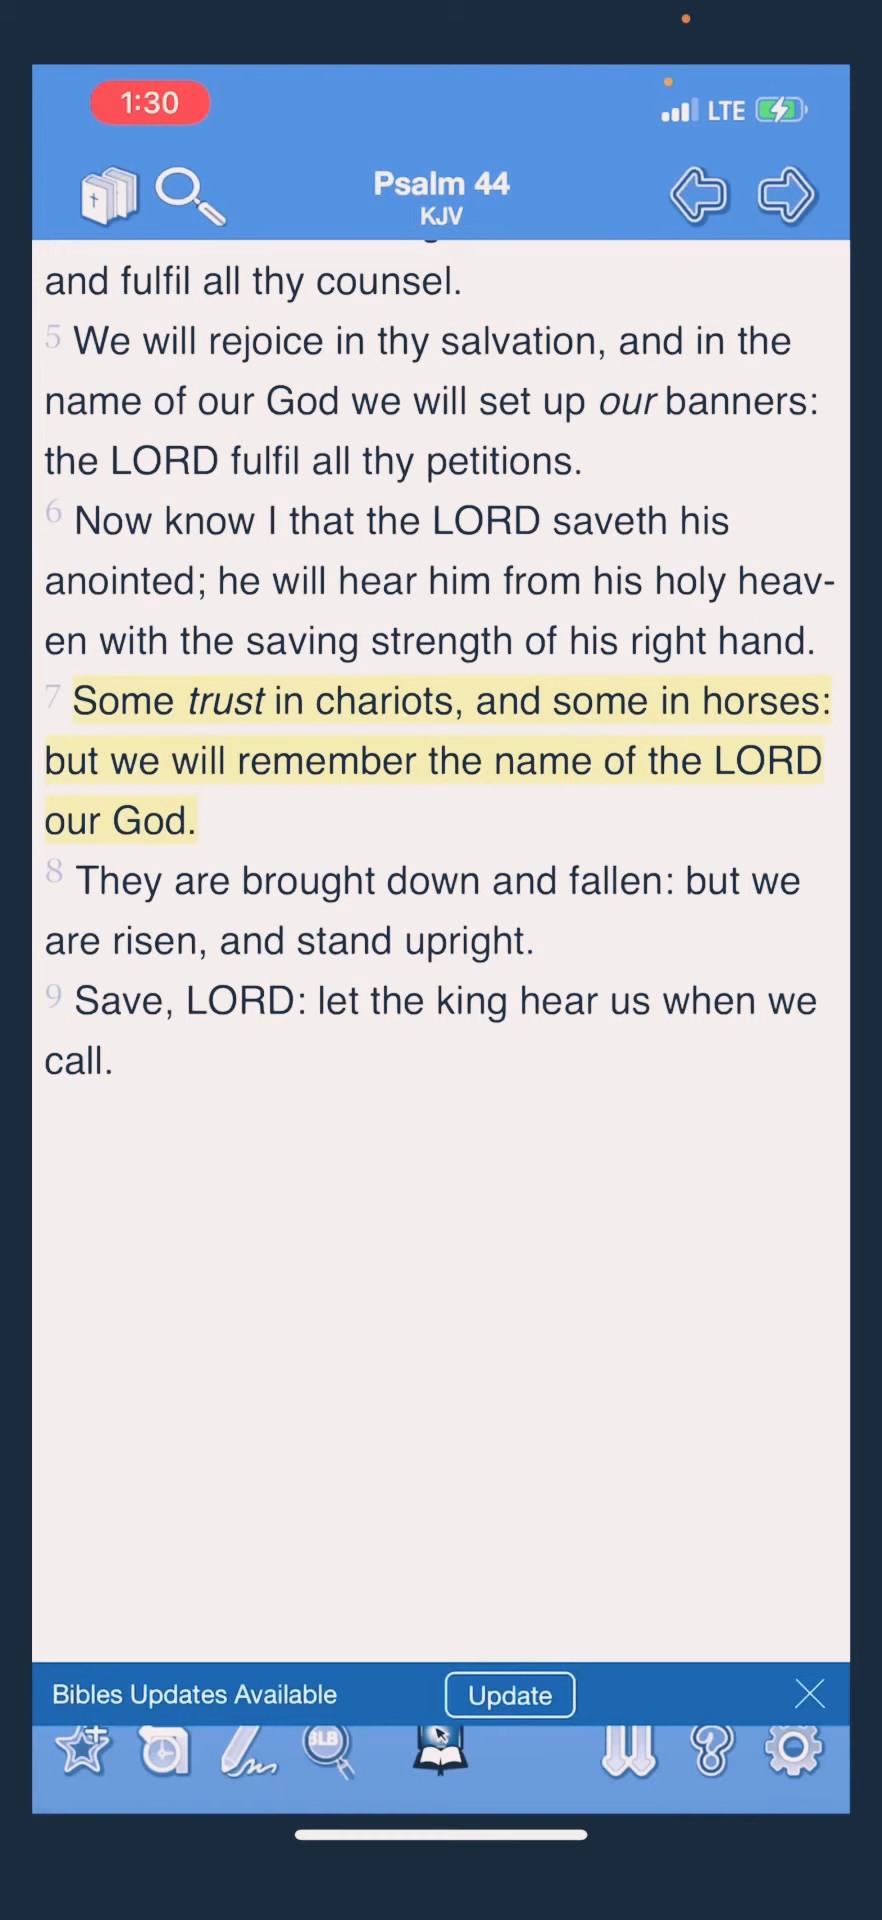 1:30
LTE
Psalm 44
KJV
and fulfil all thy counsel.
5 We will rejoice in thy salvation, and in the
name of our God we will set up our banners:
the LORD fulfil all thy petitions.
6 Now know I that the LORD saveth his
anointed; he will hear him from his holy heav-
en with the saving strength of his right hand.
7 Some trust in chariots, and some in horses:
but we will remember the name of the LORD
our God.
8 They are brought down and fallen: but we
are risen, and stand upright.
9 Save, LORD: let the king hear us when we
call.
Bibles Updates Available
Update
BLB